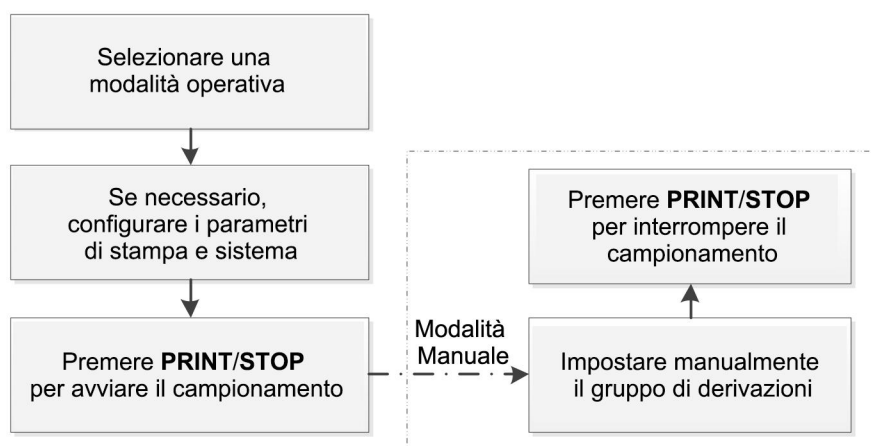 Selezionare una
modalità operativa
Se necessario,
configurare i parametri
di stampa e sistema
Premere PRINT/STOP
per avviare il campionamento
Modalità
Manuale
Impostare manualmente
il gruppo di derivazioni
Premere PRINT/STOP
per interrompere il
campionamento